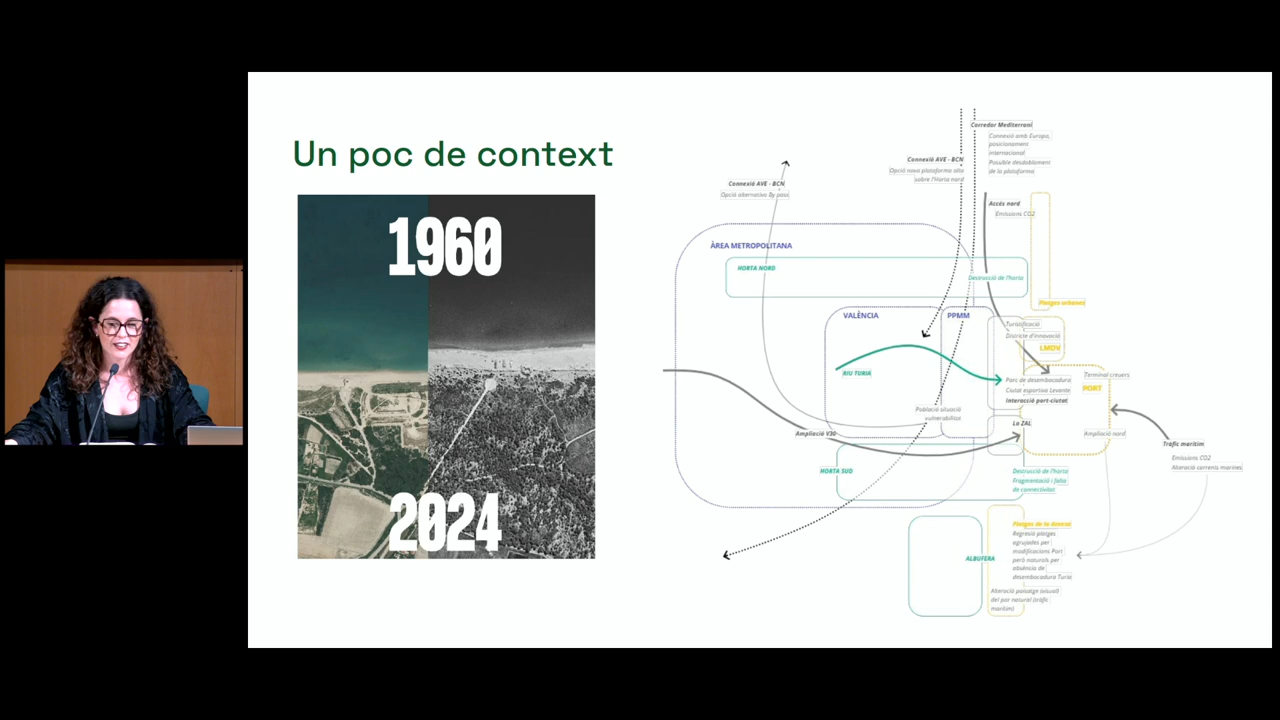 Un poc de context
1960
2024
Corredor Mediterrani
Connexió amb Europa,
posicionament
internacional
Possible desdoblament
de la plataforma
Connexió AVE - BCN
Opció nova plataforma alta
sobre l'Horta nord
Connexió AVE - BCN
Opció alternativa By pass
Accés nord
Emissions CO2
ÀREA METROPOLITANA
HORTA NORD
Destrucció de l'horta
Platges urbanes
VALÈNCIA
PPMM
Turistificació
Districte d'innovació
LMDV
RIU TURIA
Parc de desembocadura
Ciutat esportiva Levante
Interacció port-ciutat
Terminal creuers
PORT
Població situació
vulnerabilitat
La ZAL
Ampliació V30
Ampliació nord
Tràfic marítim
Emissions CO2
Alteració corrents marines
HORTA SUD
Destrucció de l'horta
Fragmentació i falta
de connectivitat
Platges de la devesa
Regresió platges
agrujades per
modificacions Port
però naturals per
absència de
desembocadura Turia
ALBUFERA
Alteració paisatge (visual)
del par natural (tràfic
marítim)